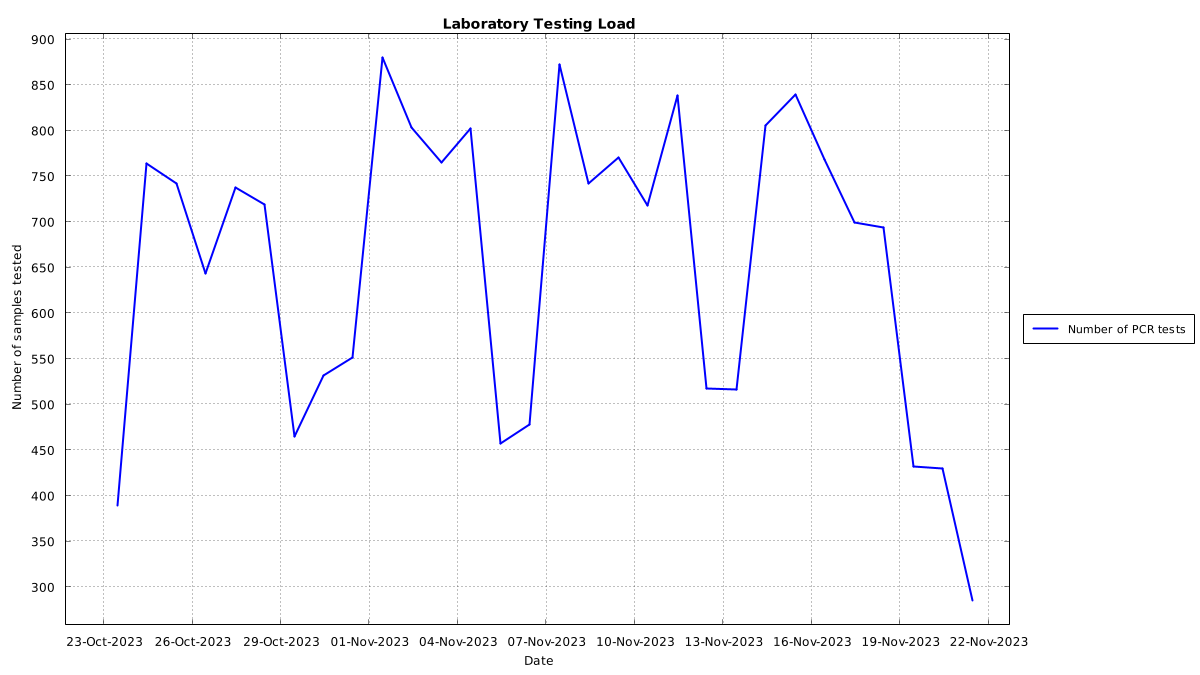 Laboratory Testing Load
900
850
800
750
700
650
600
550
500
450
400
350
300
Number of samples tested
23-Oct-2023 26-Oct-2023 29-Oct-2023 01-Nov-2023 04-Nov-2023 07-Nov-2023 10-Nov-2023 13-Nov-2023 16-Nov-2023 19-Nov-2023 22-Nov-2023
Date
Number of PCR tests